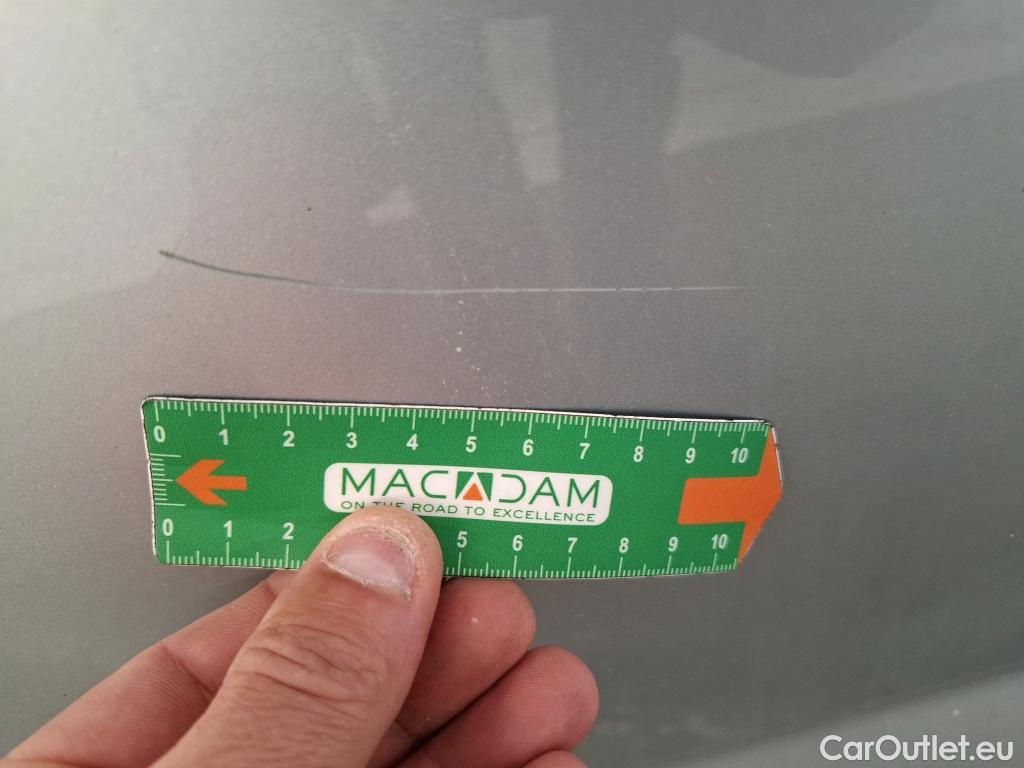 0 1 2 3 4 5 6 7 8 9 10
MACADAM
ON THE ROAD TO EXCELLENCE
0 1 2 5 6 7 8 9 10
CarOutlet.eu